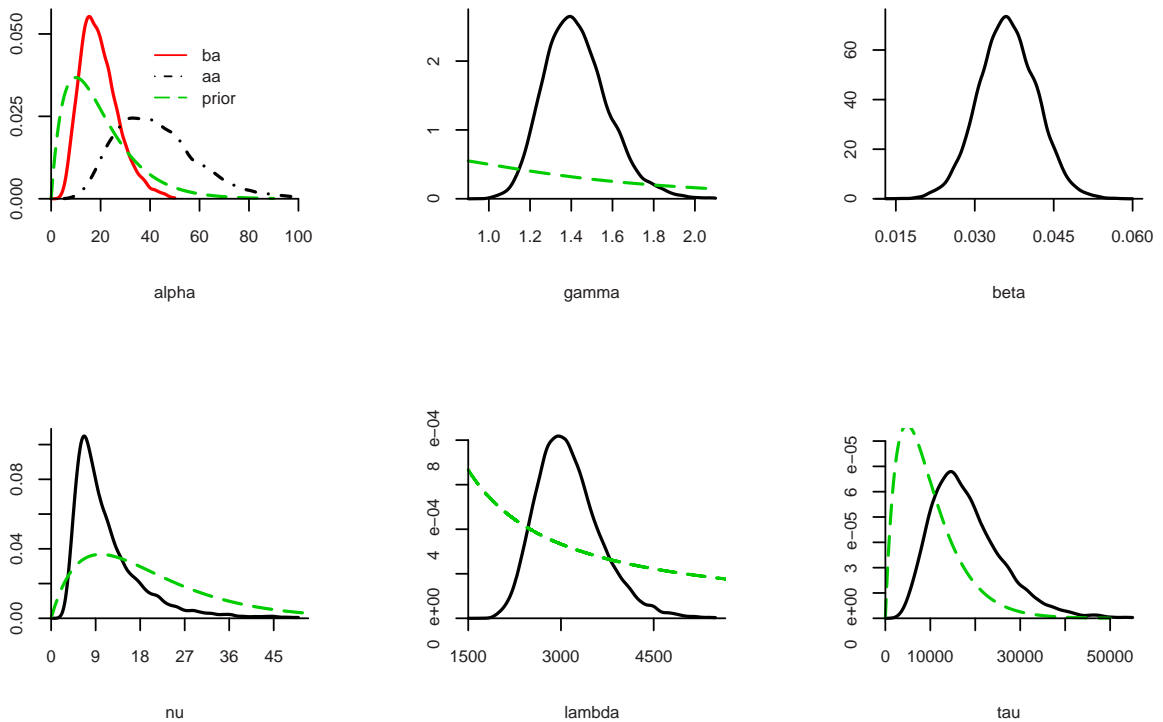 0.000 0.025 0.050
ba
aa
prior
0 20 40 60 80 100
alpha
0 1 2
1.0 1.2 1.4 1.6 1.8 2.0
gamma
0 20 40 60
0.015 0.030 0.045 0.060
beta
0.00 0.04 0.08
0 9 18 27 36 45
nu
0 e+00 4 e−04 8 e−04
1500 3000 4500
lambda
0 e+00 3 e−05 6 e−05
0 10000 30000 50000
tau